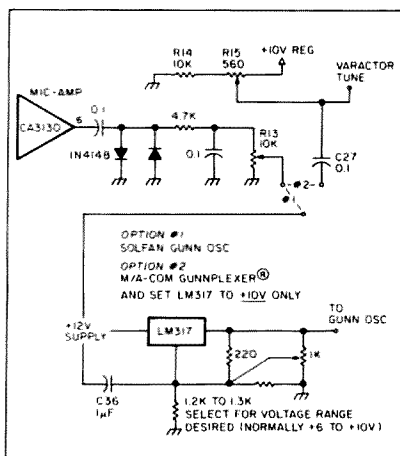 R14
10K
R15
560
+10V REG
VARACTOR
TUNE
MIC-AMP
CA3130
6
0.1
1N4148
4.7K
0.1
R13
10K
C27
0.1
#2
#1
OPTION #1
SOLFAN GUNN OSC
OPTION #2
M/A-COM GUNNPLEXER®
AND SET LM317 TO +10V ONLY
+12V
SUPPLY
LM317
TO
GUNN OSC
220
1K
C36
1µF
1.2K TO 1.3K
SELECT FOR VOLTAGE RANGE
DESIRED (NORMALLY +6 TO +10V)